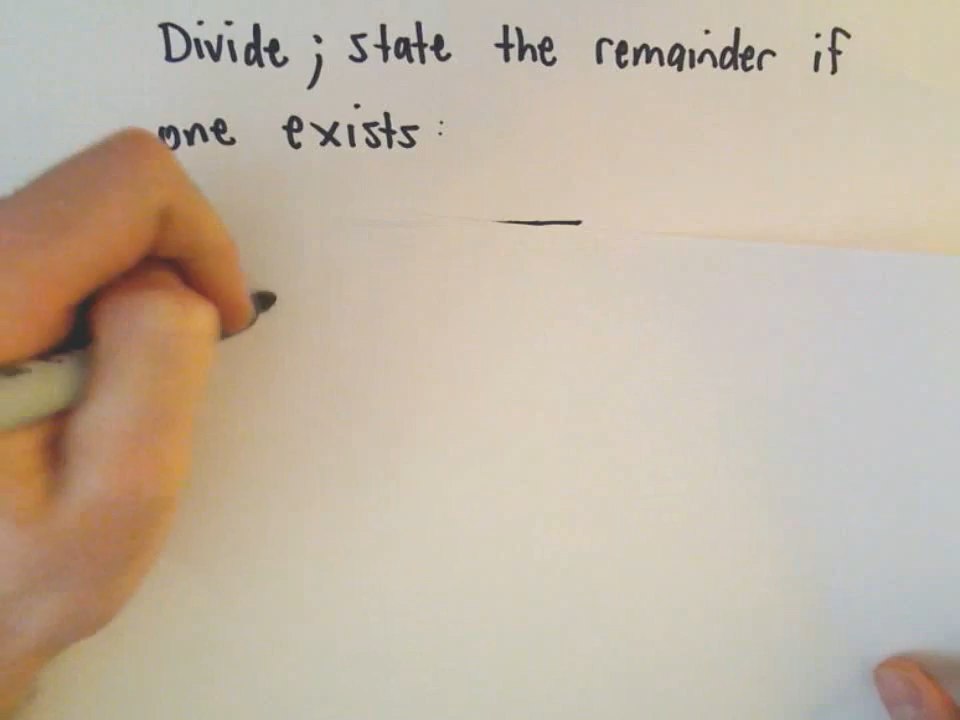 Divide ; state the remainder if
one exists :